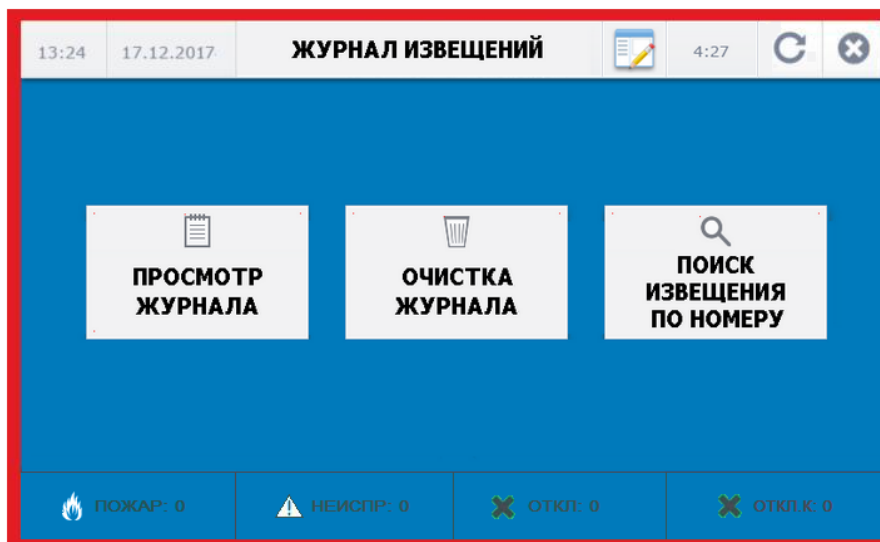 13:24 17.12.2017 ЖУРНАЛ ИЗВЕЩЕНИЙ 4:27
ПРОСМОТР
ЖУРНАЛА
ОЧИСТКА
ЖУРНАЛА
ПОИСК
ИЗВЕЩЕНИЯ
ПО НОМЕРУ
ПОЖАР: 0 НЕИСПР: 0 ОТКЛ: 0 ОТКЛ.К: 0